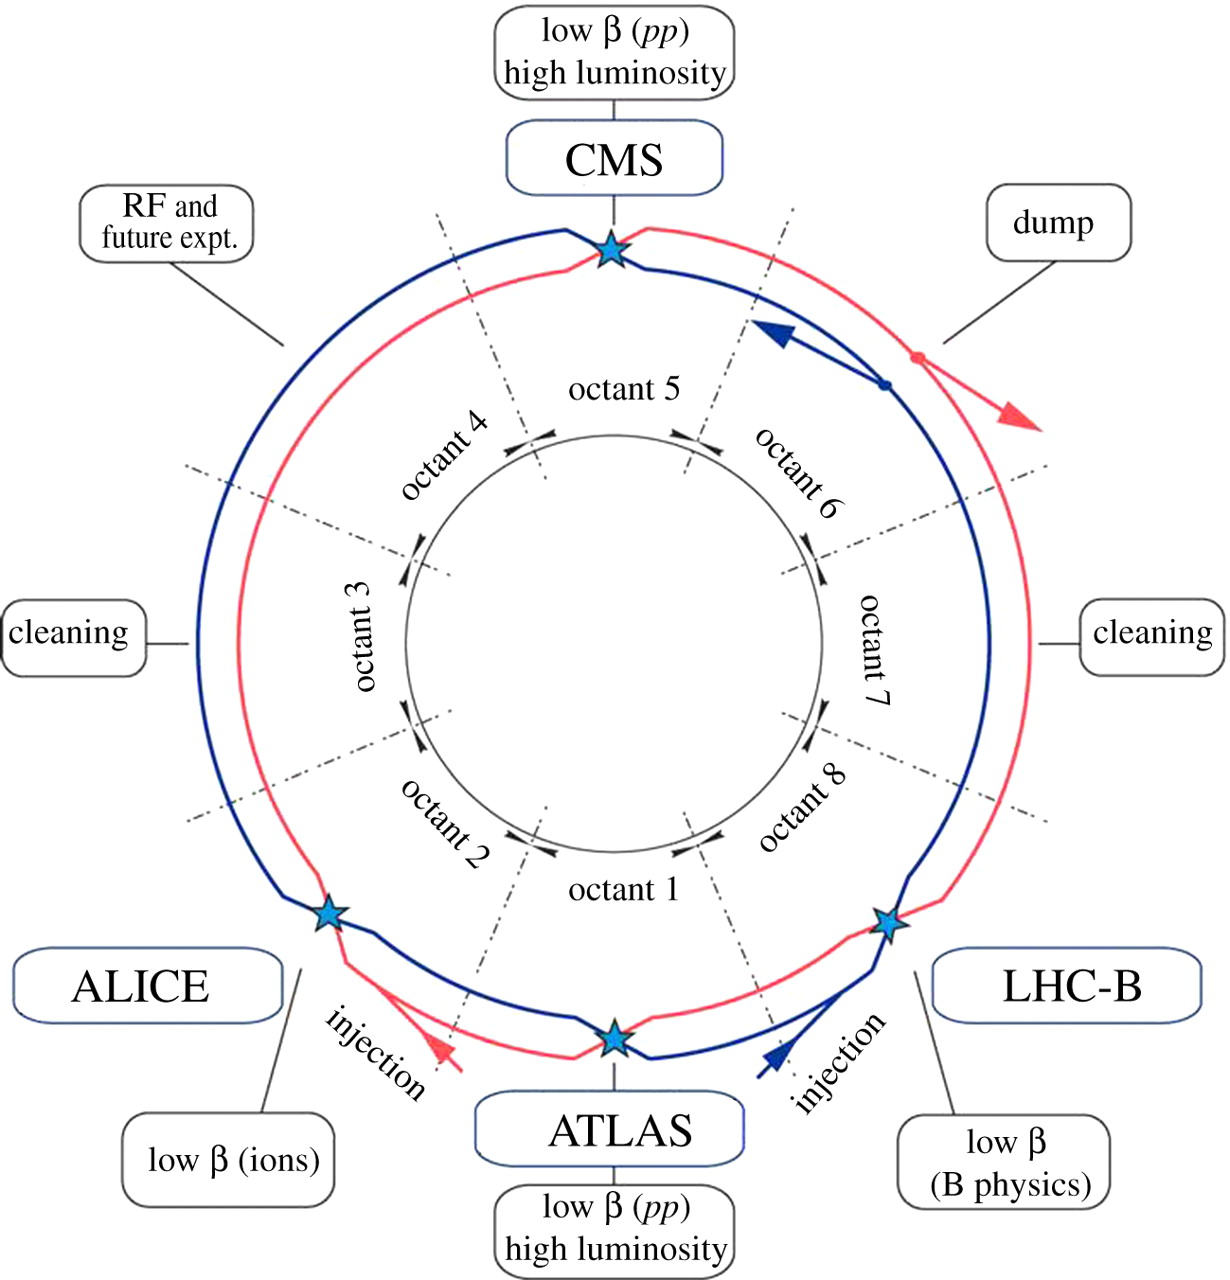 low β (pp)
high luminosity
CMS
RF and
future expt.
dump
octant 5
octant 4
octant 6
cleaning
octant 3
octant 7
cleaning
octant 2
octant 8
octant 1
ALICE
LHC-B
injection
injection
ATLAS
low β (ions)
low β
(B physics)
low β (pp)
high luminosity